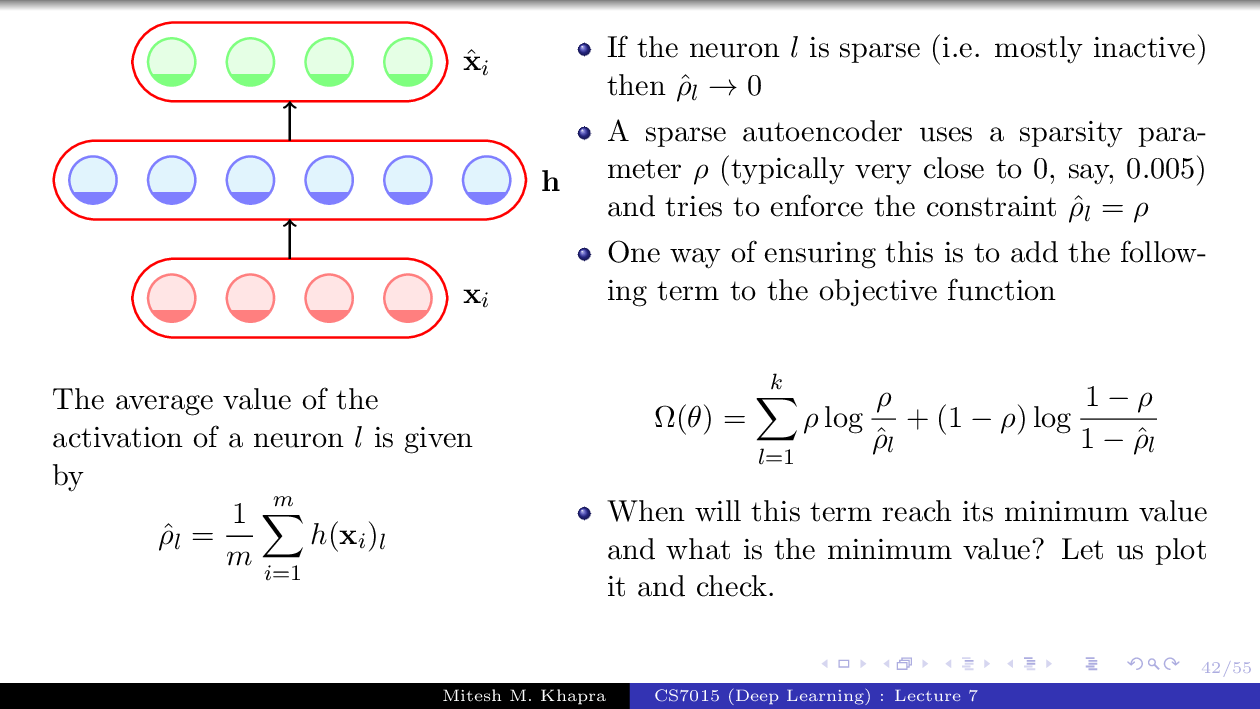 x̂ᵢ
h
xᵢ
The average value of the
activation of a neuron l is given
by
ρ̂ₗ = 1/m ∑ᵢ₌₁ᵐ h(xᵢ)ₗ
If the neuron l is sparse (i.e. mostly inactive)
then ρ̂ₗ → 0
A sparse autoencoder uses a sparsity para-
meter ρ (typically very close to 0, say, 0.005)
and tries to enforce the constraint ρ̂ₗ = ρ
One way of ensuring this is to add the follow-
ing term to the objective function
Ω(θ) = ∑ₗ₌₁ᵏ ρ log ρ/ρ̂ₗ + (1 − ρ) log (1 − ρ)/(1 − ρ̂ₗ)
When will this term reach its minimum value
and what is the minimum value? Let us plot
it and check.
42/55
Mitesh M. Khapra
CS7015 (Deep Learning) : Lecture 7